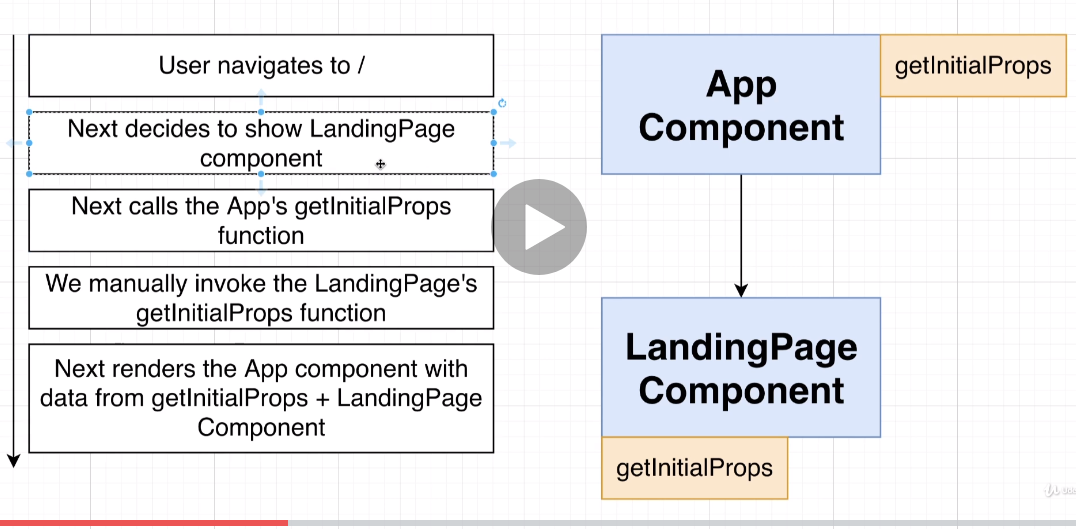 User navigates to /
Next decides to show LandingPage
component
Next calls the App's getInitialProps
function
We manually invoke the LandingPage's
getInitialProps function
Next renders the App component with
data from getInitialProps + LandingPage
Component
App
Component
getInitialProps
LandingPage
Component
getInitialProps